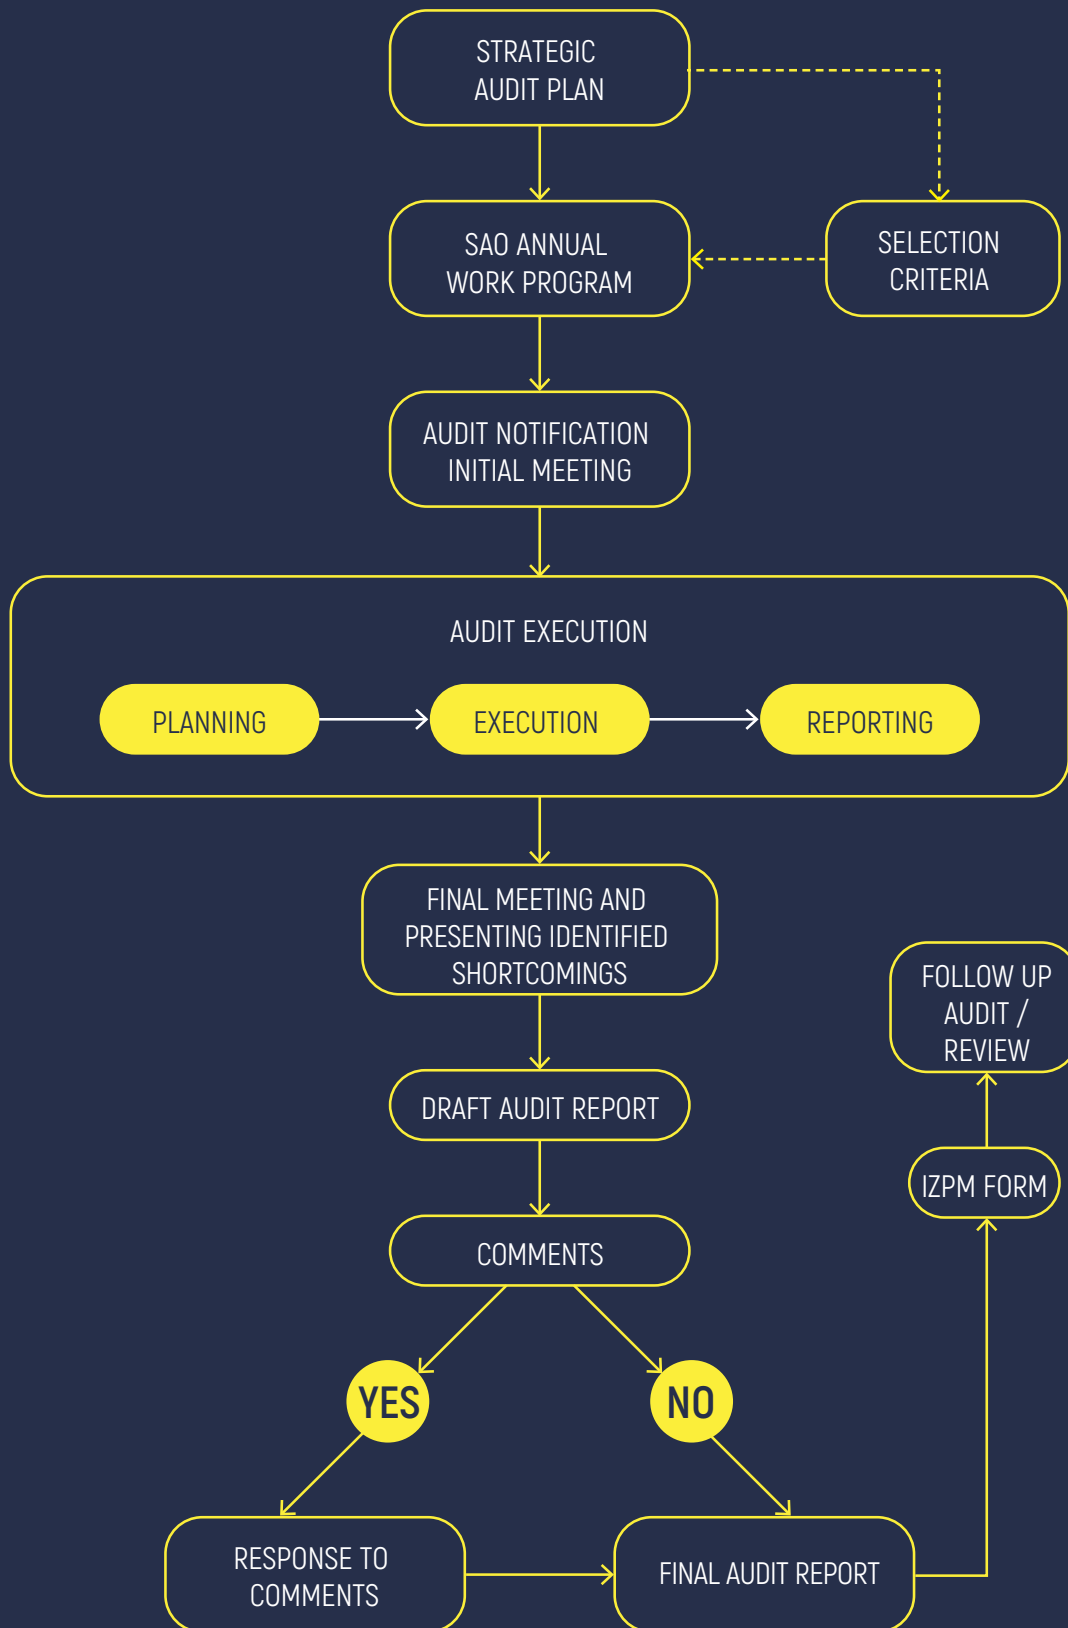 STRATEGIC
AUDIT PLAN
SAO ANNUAL
WORK PROGRAM
SELECTION
CRITERIA
AUDIT NOTIFICATION
INITIAL MEETING
AUDIT EXECUTION
PLANNING
EXECUTION
REPORTING
FINAL MEETING AND
PRESENTING IDENTIFIED
SHORTCOMINGS
DRAFT AUDIT REPORT
COMMENTS
YES
NO
RESPONSE TO
COMMENTS
FINAL AUDIT REPORT
IZPM FORM
FOLLOW UP
AUDIT /
REVIEW